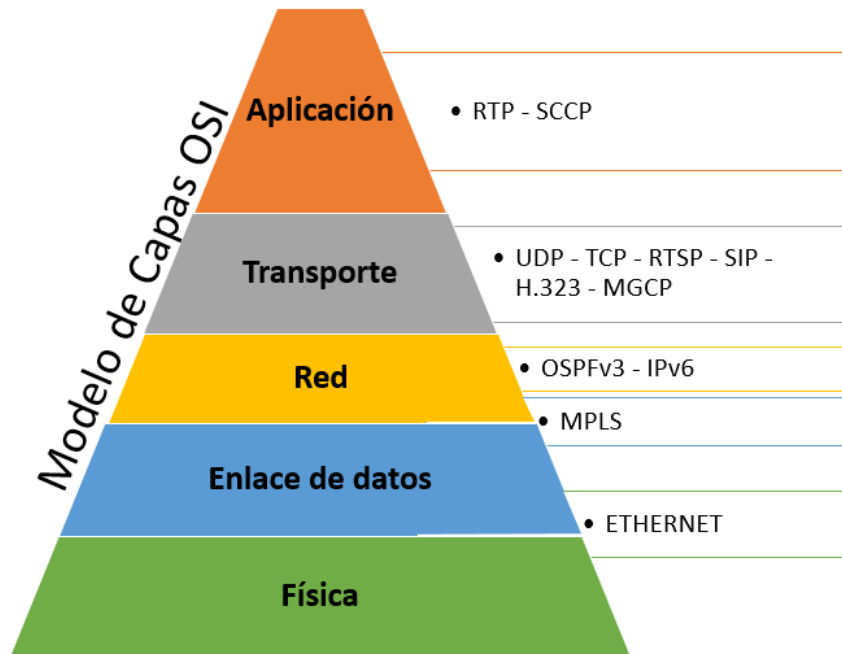 Modelo de Capas OSI
Aplicación
• RTP - SCCP
Transporte
• UDP - TCP - RTSP - SIP -
H.323 - MGCP
Red
• OSPFv3 - IPv6
• MPLS
Enlace de datos
• ETHERNET
Física